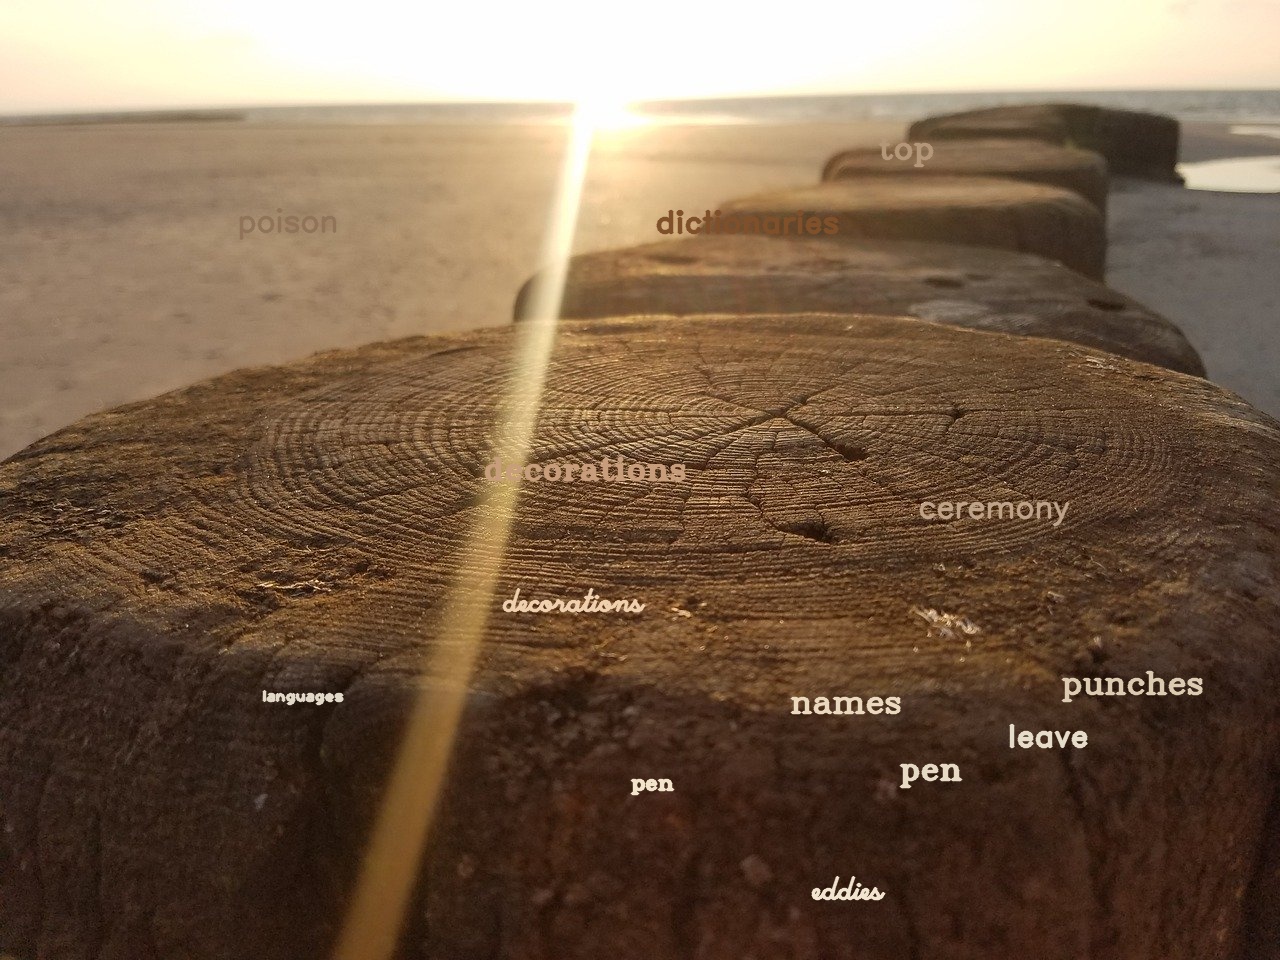 top
poison
dictionaries
decorations
ceremony
decorations
punches
languages
names
leave
pen
pen
eddies